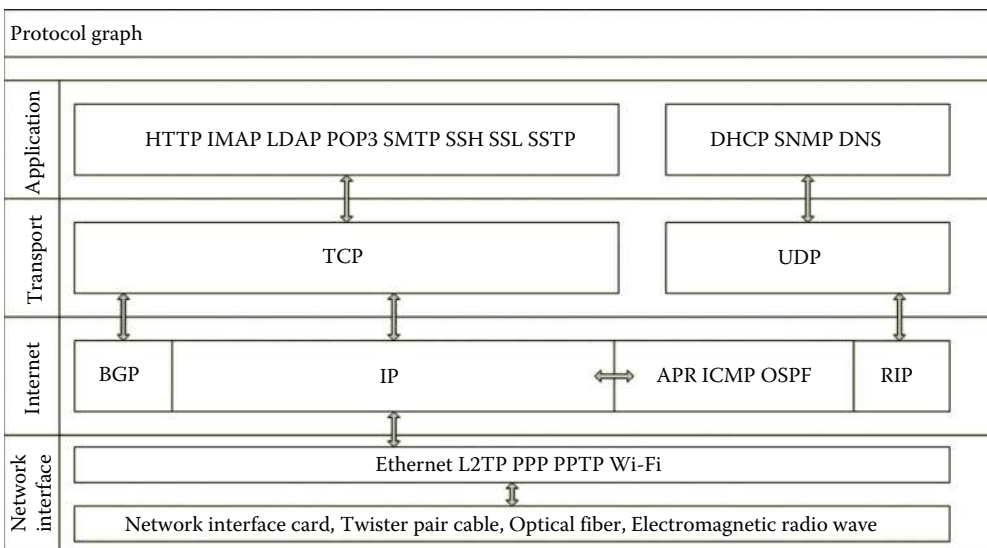 Protocol graph
Application
HTTP IMAP LDAP POP3 SMTP SSH SSL SSTP
DHCP SNMP DNS
Transport
TCP
UDP
Internet
BGP
IP
APR ICMP OSPF
RIP
Network
interface
Ethernet L2TP PPP PPTP Wi-Fi
Network interface card, Twister pair cable, Optical fiber, Electromagnetic radio wave